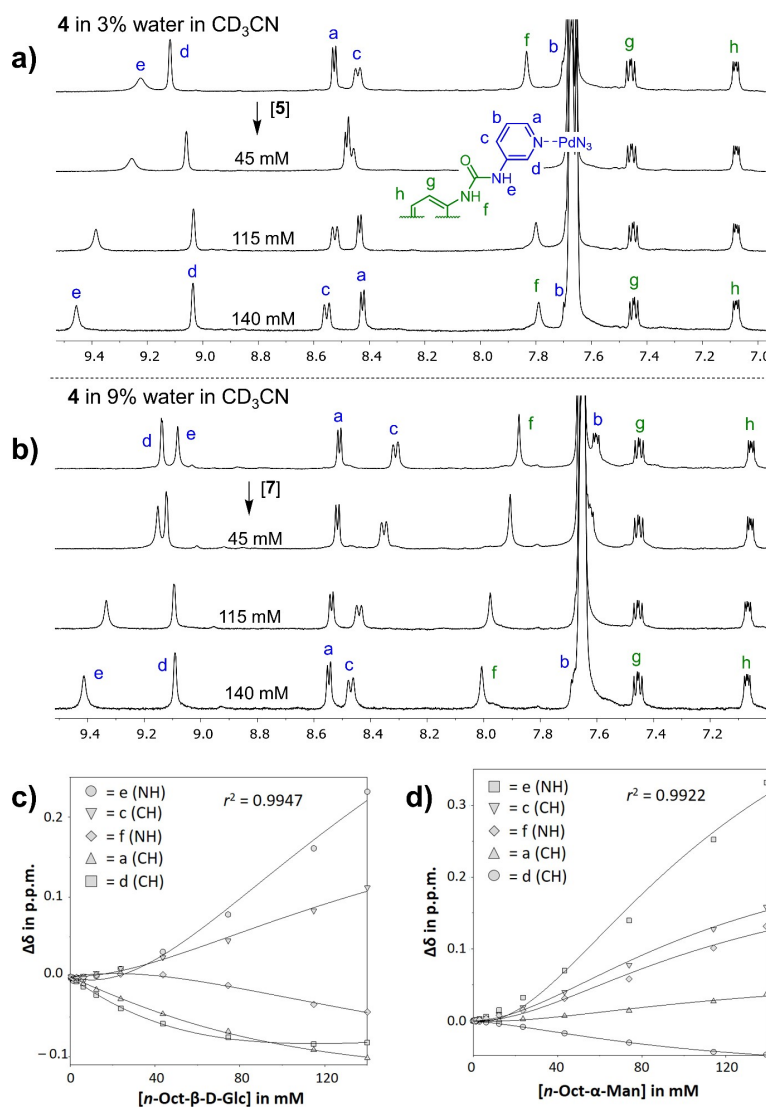 4 in 3% water in CD3CN
a)
e d a c f b g h
[5]
45 mM
b a
c N PdN3
O d
g NH
h NH e
f
115 mM
e d c a f b g h
140 mM
9.4 9.2 9.0 8.8 8.6 8.4 8.2 8.0 7.8 7.6 7.4 7.2 7.0
4 in 9% water in CD3CN
b)
d e a c f b g h
[7]
45 mM
115 mM
e d a c f b g h
140 mM
9.4 9.2 9.0 8.8 8.6 8.4 8.2 8.0 7.8 7.6 7.4 7.2
c)
= e (NH)
= c (CH)
= f (NH)
= a (CH)
= d (CH)
r² = 0.9947
Δδ in p.p.m.
0.2
0.1
0.0
−0.1
0 40 80 120
[n-Oct-β-D-Glc] in mM
d)
= e (NH)
= c (CH)
= f (NH)
= a (CH)
= d (CH)
r² = 0.9922
Δδ in p.p.m.
0.3
0.2
0.1
0.0
0 40 80 120
[n-Oct-α-Man] in mM